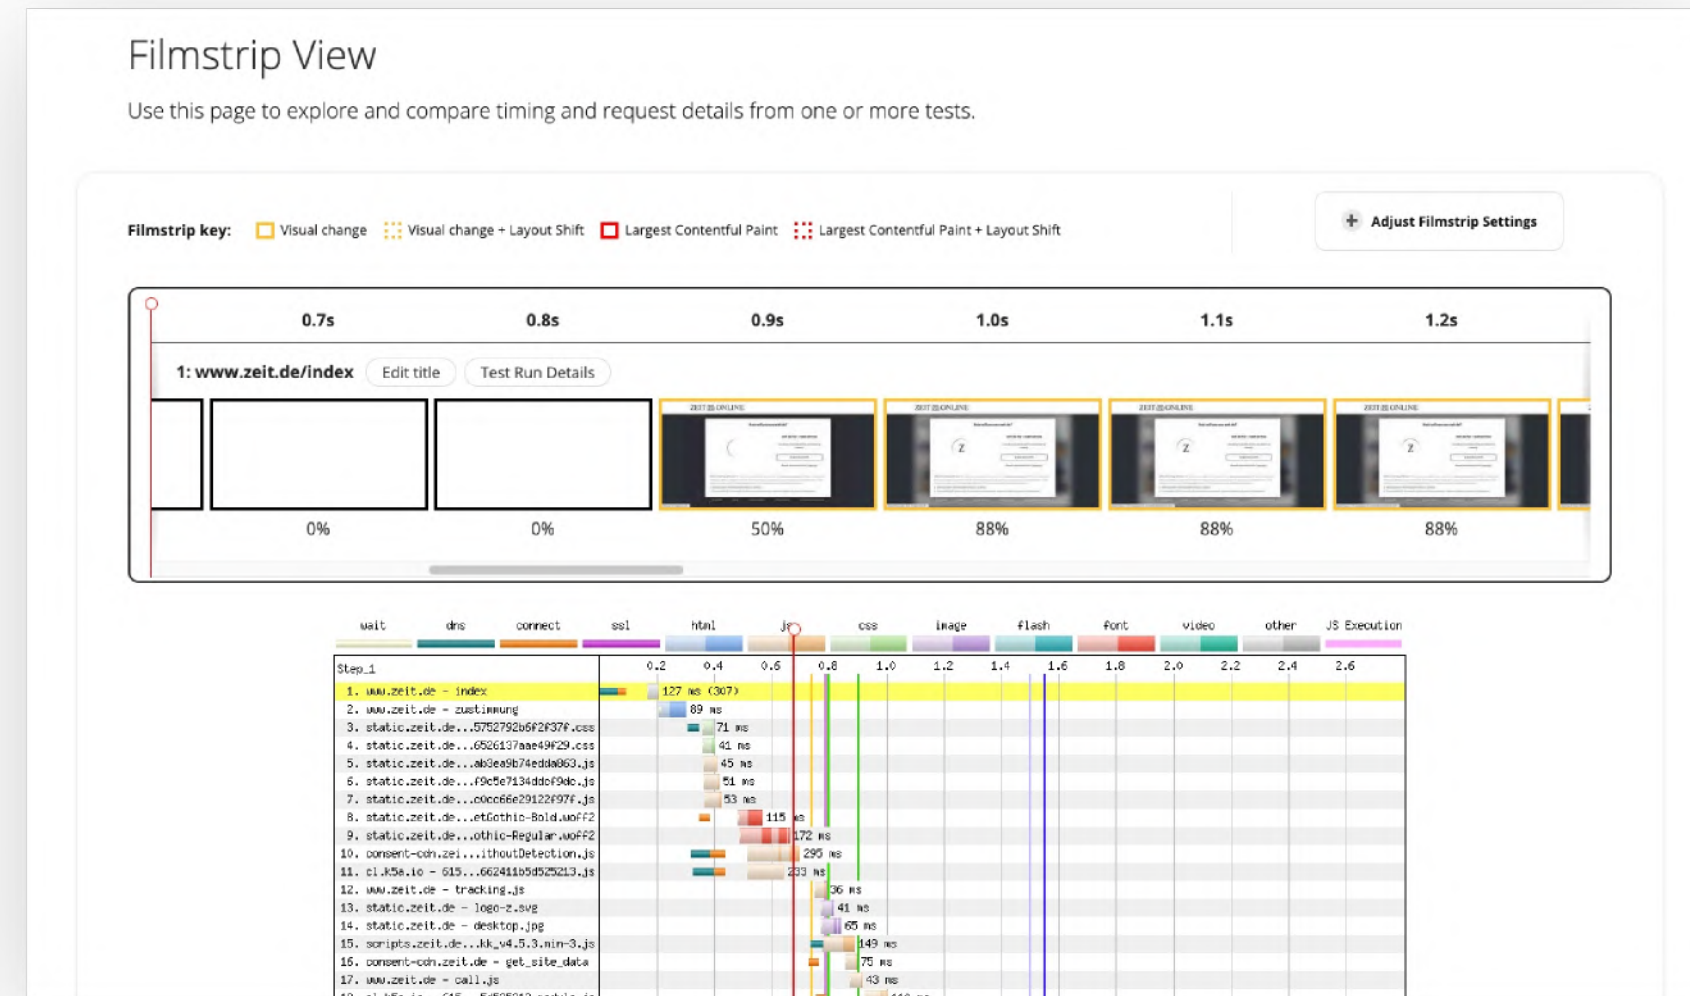 Filmstrip View
Use this page to explore and compare timing and request details from one or more tests.
Filmstrip key: Visual change Visual change + Layout Shift Largest Contentful Paint Largest Contentful Paint + Layout Shift
+ Adjust Filmstrip Settings
0.7s 0.8s 0.9s 1.0s 1.1s 1.2s
1: www.zeit.de/index Edit title Test Run Details
ZEIT ONLINE ZEIT ONLINE ZEIT ONLINE ZEIT ONLINE
Z Z Z
0% 0% 50% 88% 88% 88%
wait dns connect ssl html js css image flash font video other JS Execution
Step_1 0.2 0.4 0.6 0.8 1.0 1.2 1.4 1.6 1.8 2.0 2.2 2.4 2.6
1. www.zeit.de - index 127 ms (307)
2. www.zeit.de - zustimmung 89 ms
3. static.zeit.de...5752792b6f2f37f.css 71 ms
4. static.zeit.de...6526137aae49f29.css 41 ms
5. static.zeit.de...ab3ea9b74edda863.js 45 ms
6. static.zeit.de...f9c5e7134ddcf9dc.js 51 ms
7. static.zeit.de...c0cc66e29122f97f.js 53 ms
8. static.zeit.de...etGothic-Bold.woff2 115 ms
9. static.zeit.de...othic-Regular.woff2 172 ms
10. consent-cdn.zei...ithoutDetection.js 295 ms
11. cl.k5a.io - 615...662411b5d525213.js 233 ms
12. www.zeit.de - tracking.js 36 ms
13. static.zeit.de - logo-z.svg 41 ms
14. static.zeit.de - desktop.jpg 65 ms
15. scripts.zeit.de...kk_v4.5.3.min-3.js 149 ms
16. consent-cdn.zeit.de - get_site_data 75 ms
17. www.zeit.de - call.js 43 ms